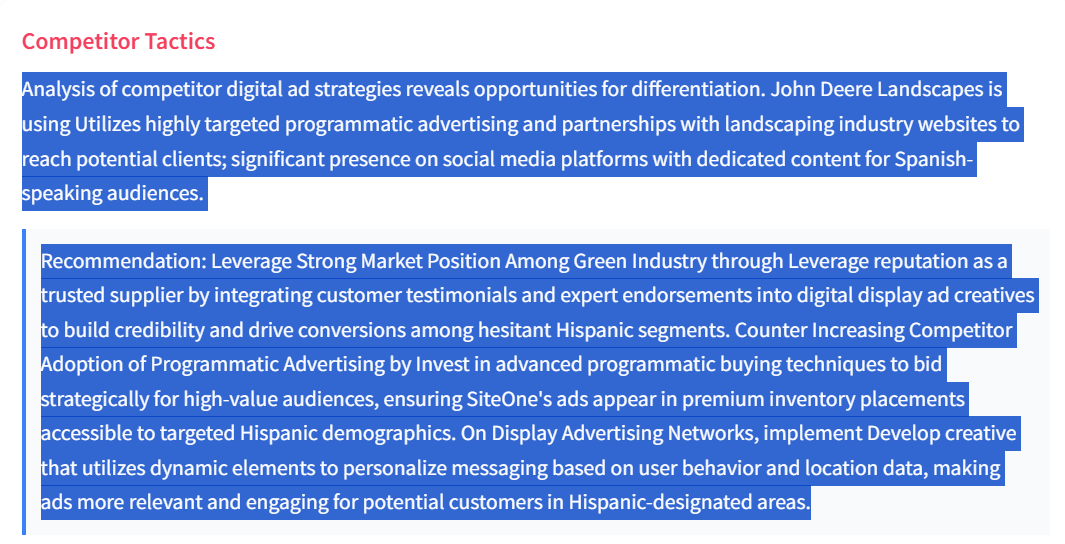 Competitor Tactics
Analysis of competitor digital ad strategies reveals opportunities for differentiation. John Deere Landscapes is
using Utilizes highly targeted programmatic advertising and partnerships with landscaping industry websites to
reach potential clients; significant presence on social media platforms with dedicated content for Spanish-
speaking audiences.
Recommendation: Leverage Strong Market Position Among Green Industry through Leverage reputation as a
trusted supplier by integrating customer testimonials and expert endorsements into digital display ad creatives
to build credibility and drive conversions among hesitant Hispanic segments. Counter Increasing Competitor
Adoption of Programmatic Advertising by Invest in advanced programmatic buying techniques to bid
strategically for high-value audiences, ensuring SiteOne's ads appear in premium inventory placements
accessible to targeted Hispanic demographics. On Display Advertising Networks, implement Develop creative
that utilizes dynamic elements to personalize messaging based on user behavior and location data, making
ads more relevant and engaging for potential customers in Hispanic-designated areas.